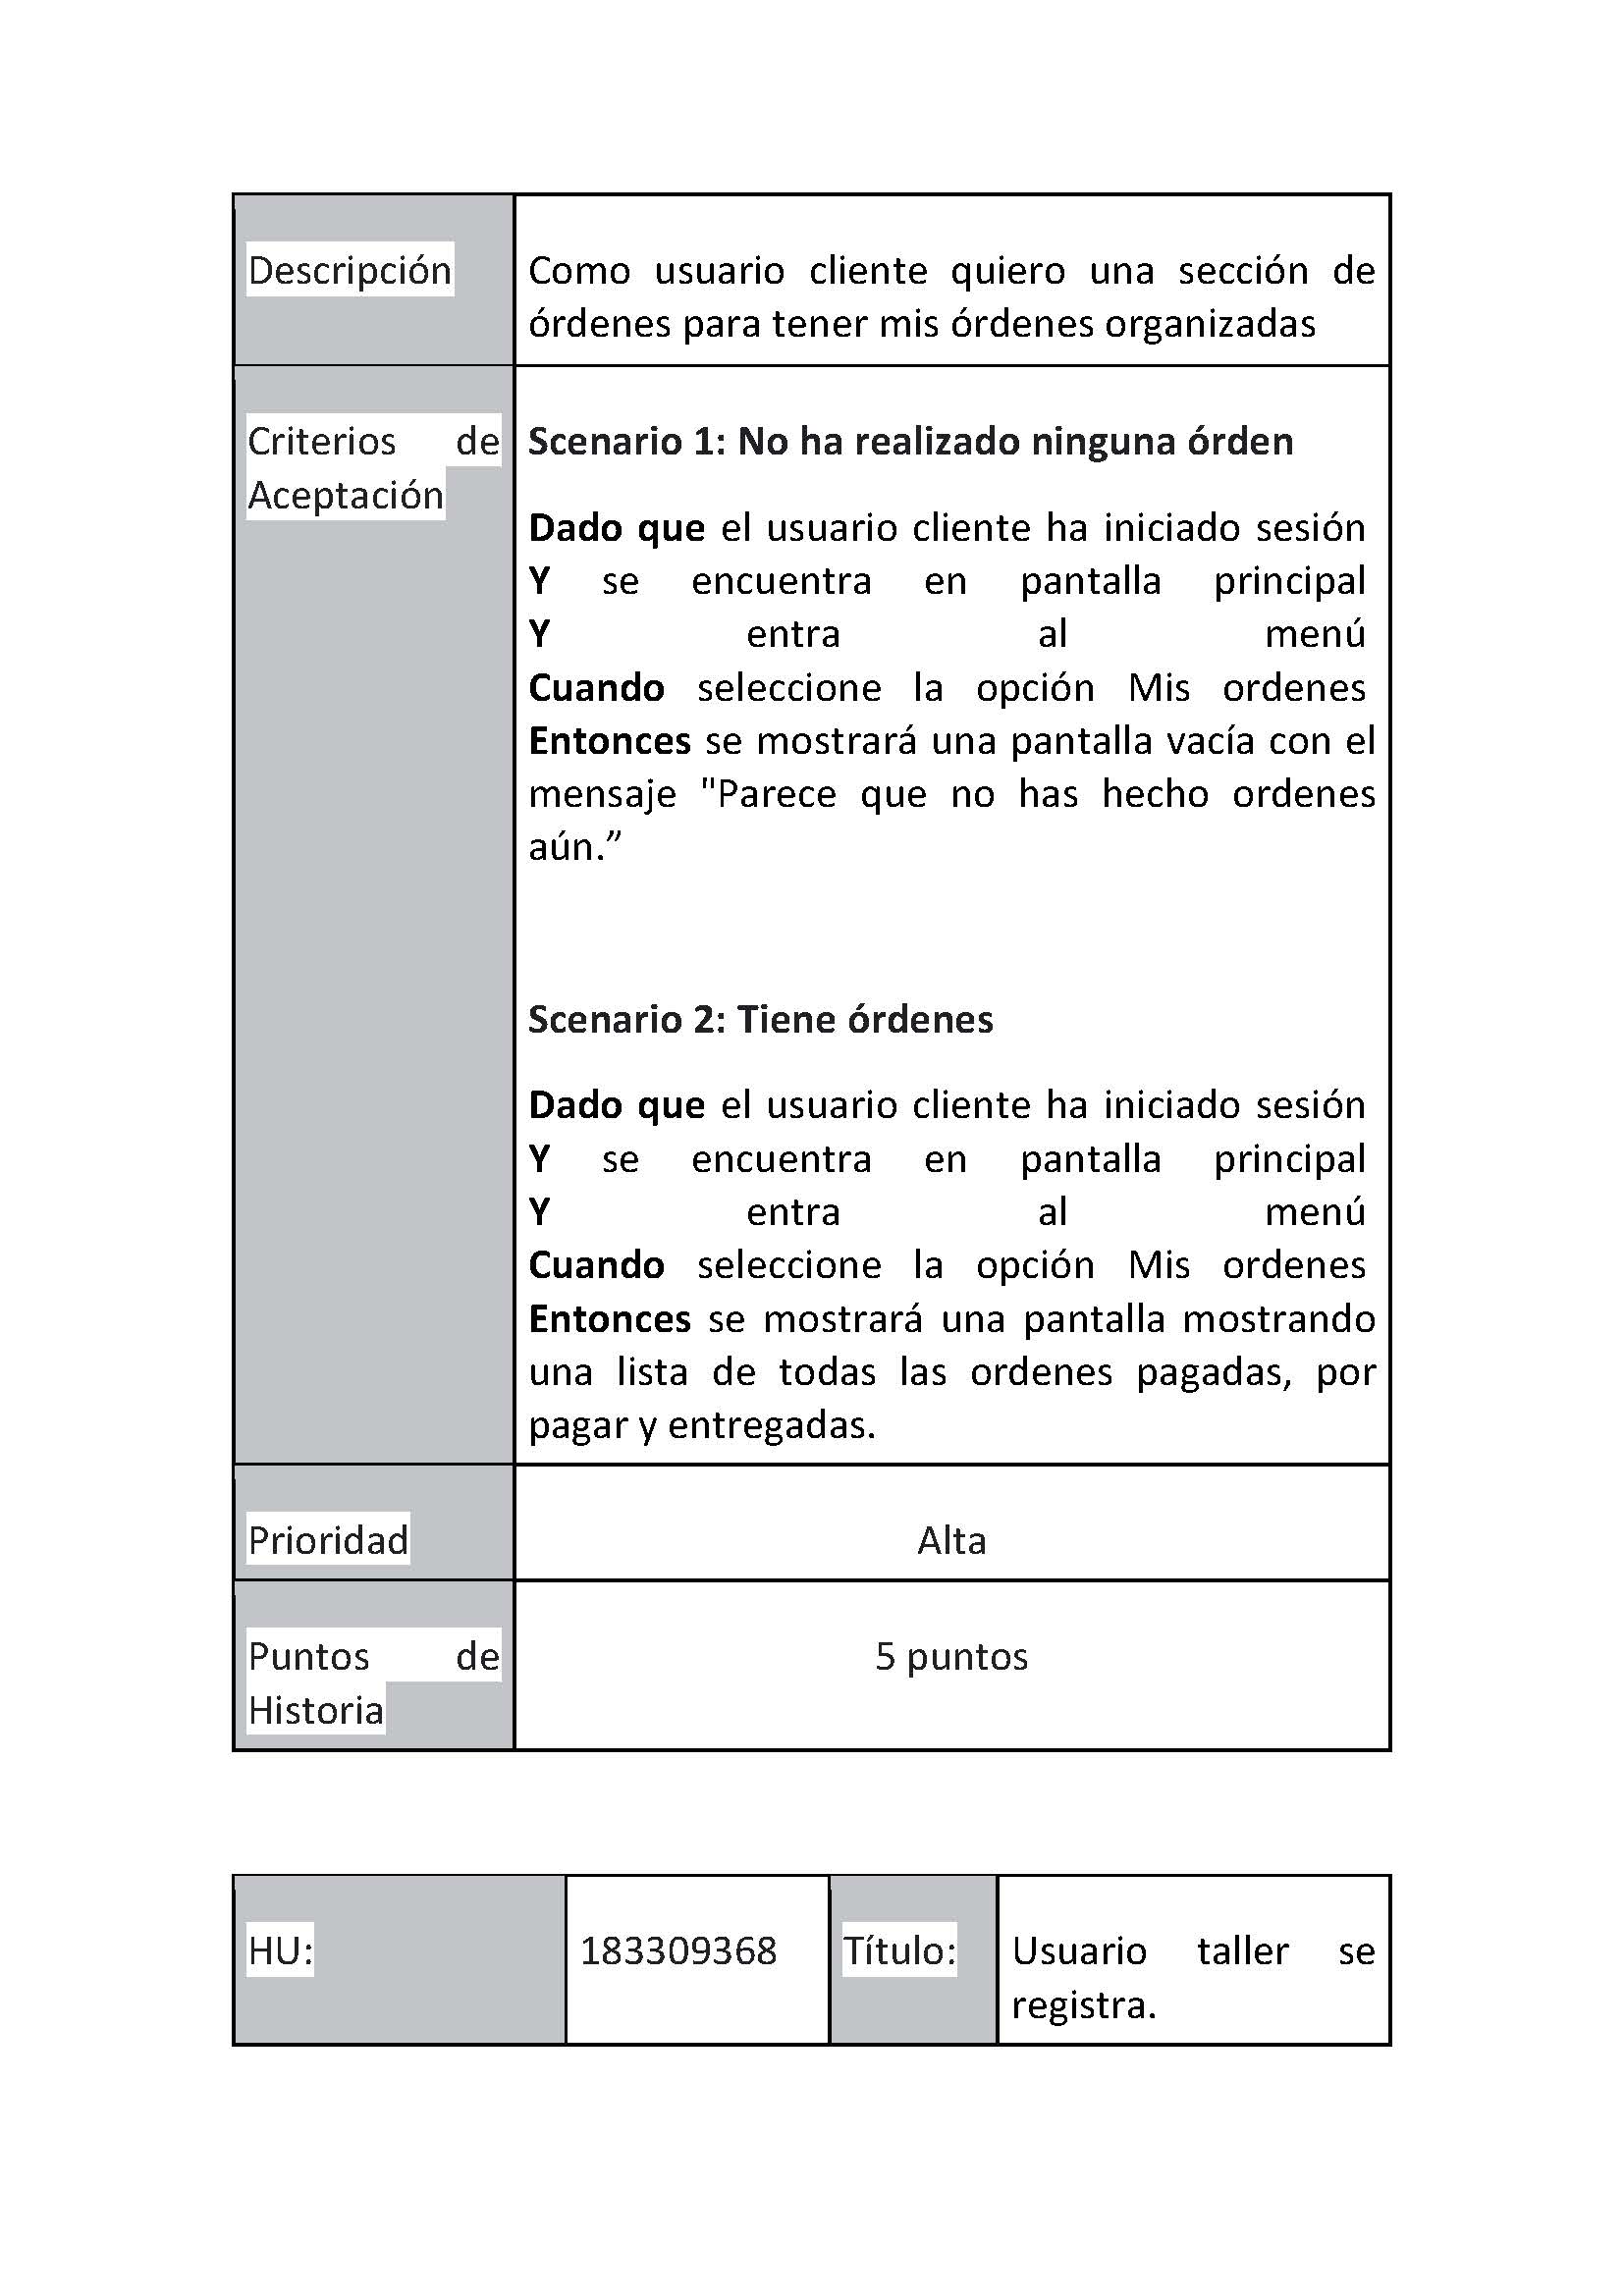 Descripción
Como usuario cliente quiero una sección de
órdenes para tener mis órdenes organizadas
Criterios de
Aceptación
Scenario 1: No ha realizado ninguna órden
Dado que el usuario cliente ha iniciado sesión
Y se encuentra en pantalla principal
Y entra al menú
Cuando seleccione la opción Mis ordenes
Entonces se mostrará una pantalla vacía con el
mensaje "Parece que no has hecho ordenes
aún.”
Scenario 2: Tiene órdenes
Dado que el usuario cliente ha iniciado sesión
Y se encuentra en pantalla principal
Y entra al menú
Cuando seleccione la opción Mis ordenes
Entonces se mostrará una pantalla mostrando
una lista de todas las ordenes pagadas, por
pagar y entregadas.
Prioridad
Alta
Puntos de
Historia
5 puntos
HU:
183309368
Título:
Usuario taller se
registra.